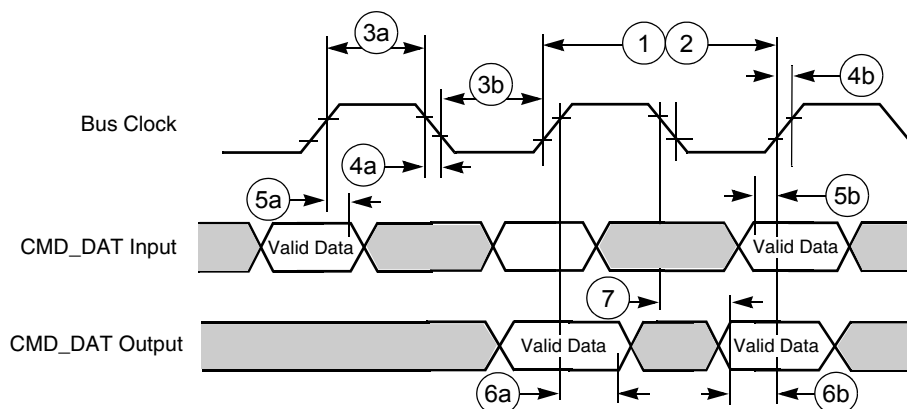 3a
1 2
3b
4b
Bus Clock
4a
5a
5b
CMD_DAT Input
Valid Data
Valid Data
7
CMD_DAT Output
Valid Data
Valid Data
6a
6b